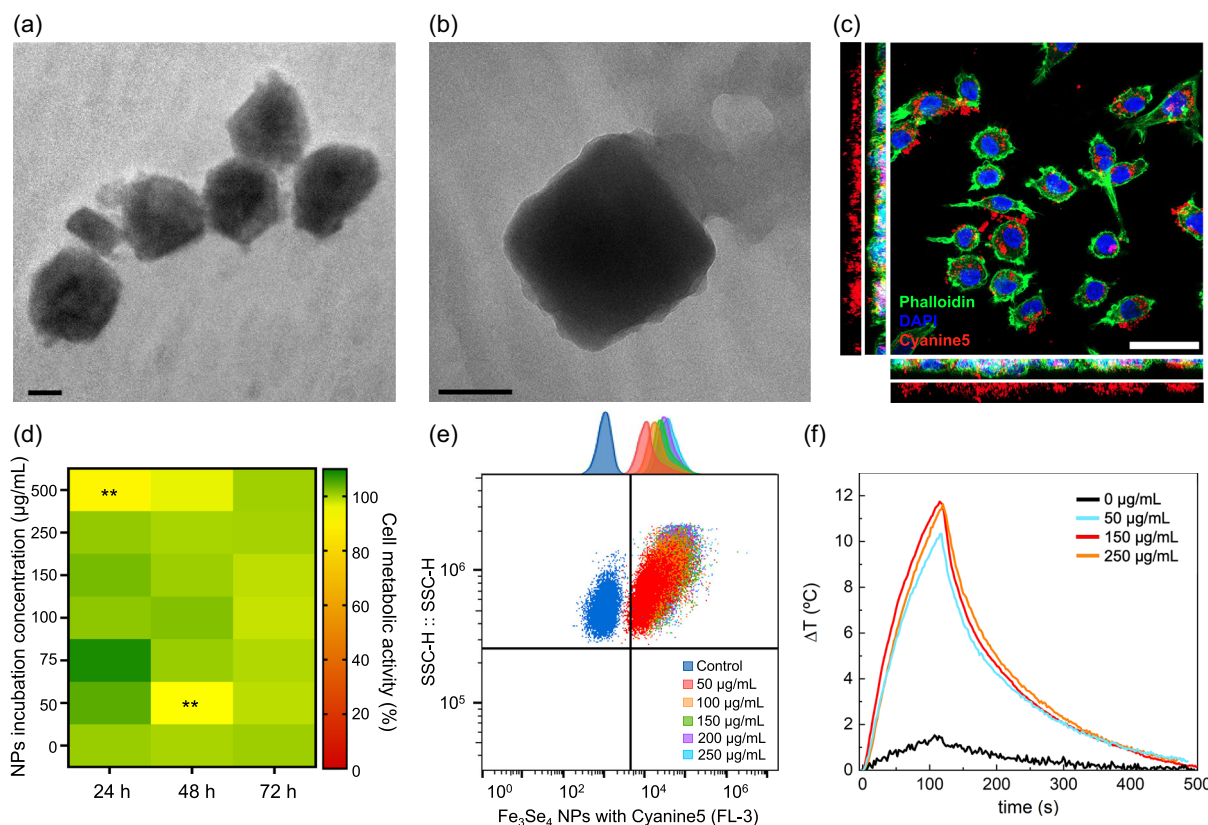 (a)
(b)
(c)
Phalloidin
DAPI
Cyanine5
(d)
NPs incubation concentration (µg/mL)
500
250
150
100
75
50
0
**
**
24 h 48 h 72 h
100
80
60
40
20
0
Cell metabolic activity (%)
(e)
SSC-H :: SSC-H
10⁶
10⁵
Control
50 µg/mL
100 µg/mL
150 µg/mL
200 µg/mL
250 µg/mL
10⁰ 10² 10⁴ 10⁶
Fe₃Se₄ NPs with Cyanine5 (FL-3)
(f)
ΔT (ºC)
12
10
8
6
4
2
0
0 µg/mL
50 µg/mL
150 µg/mL
250 µg/mL
0 100 200 300 400 500
time (s)